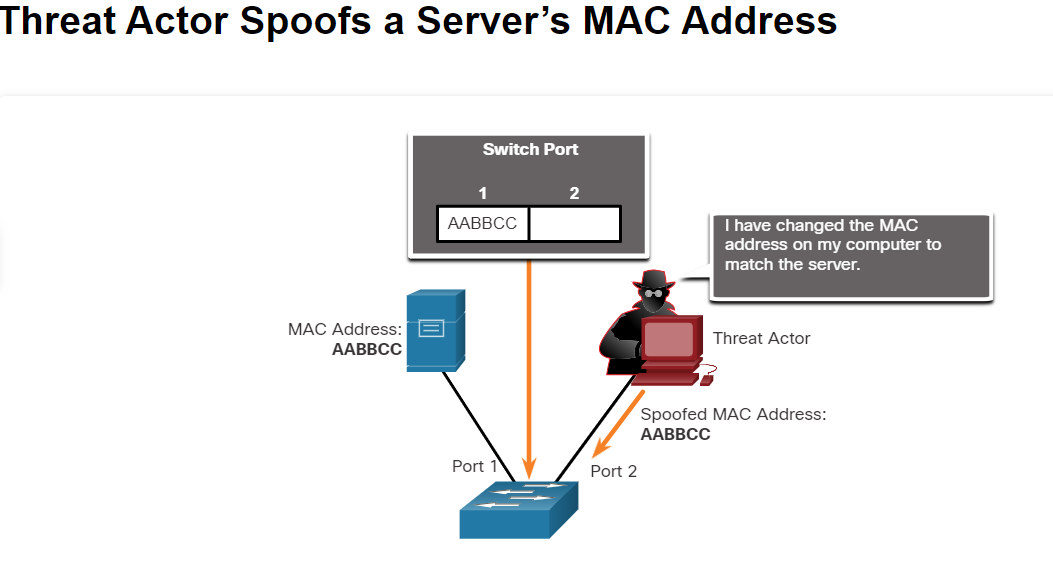 Threat Actor Spoofs a Server’s MAC Address
Switch Port
1 2
AABBCC
I have changed the MAC
address on my computer to
match the server.
MAC Address:
AABBCC
Threat Actor
Spoofed MAC Address:
AABBCC
Port 1
Port 2